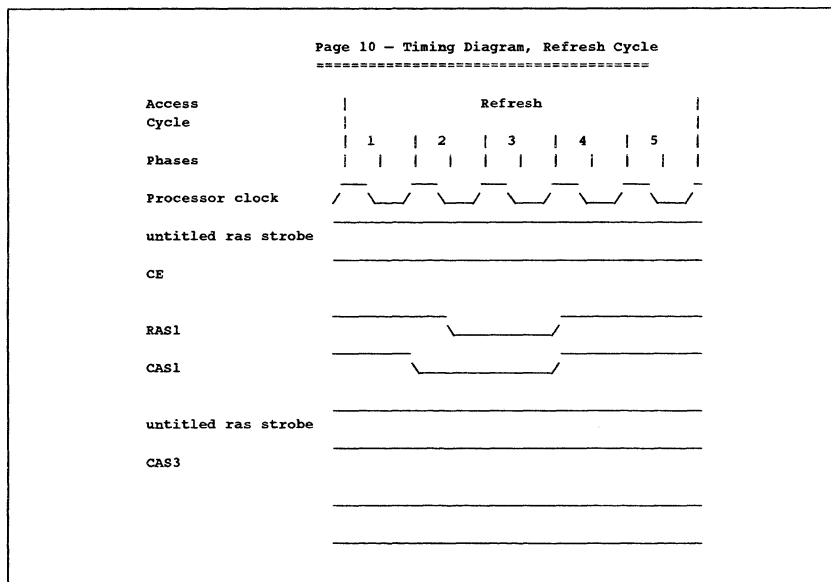 Page 10 — Timing Diagram, Refresh Cycle
======================================
Access Refresh
Cycle
1 2 3 4 5
Phases
Processor clock
untitled ras strobe
CE
RAS1
CAS1
untitled ras strobe
CAS3